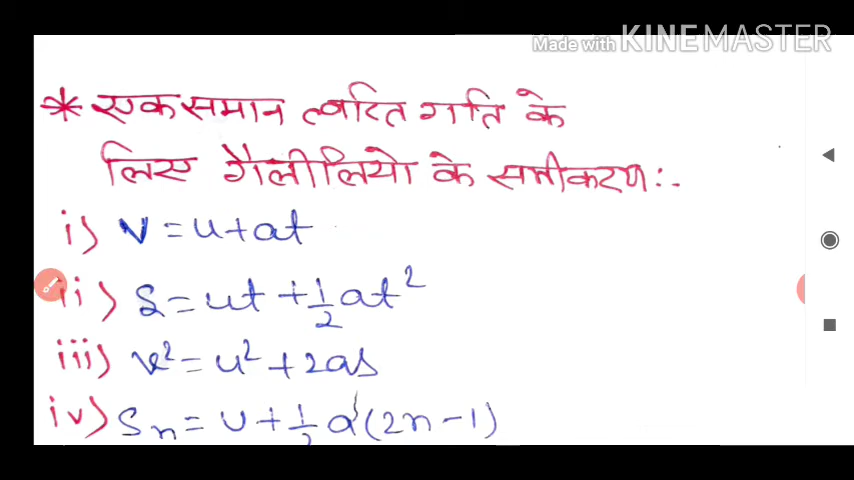 Made with KINEMASTER
* एकसमान त्वरित गति के
लिए गैलीलियो के समीकरण:-
i) v = u + at
ii) S = ut + 1/2 at²
iii) v² = u² + 2as
iv) Sn = u + 1/2 a (2n - 1)